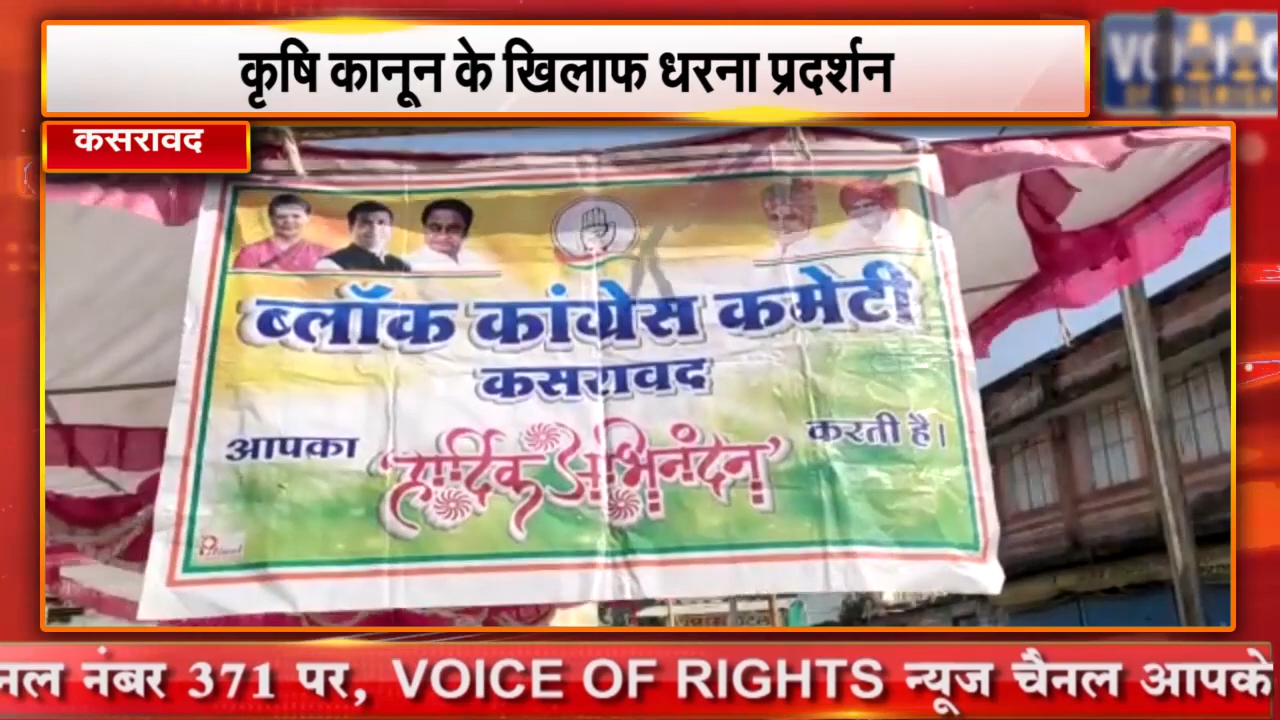 कृषि कानून के खिलाफ धरना प्रदर्शन
कसरावद
ब्लॉक कांग्रेस कमेटी
कसरावद
आपका 'हार्दिक अभिनंदन' करती है।
नल नंबर 371 पर, VOICE OF RIGHTS न्यूज चैनल आपके